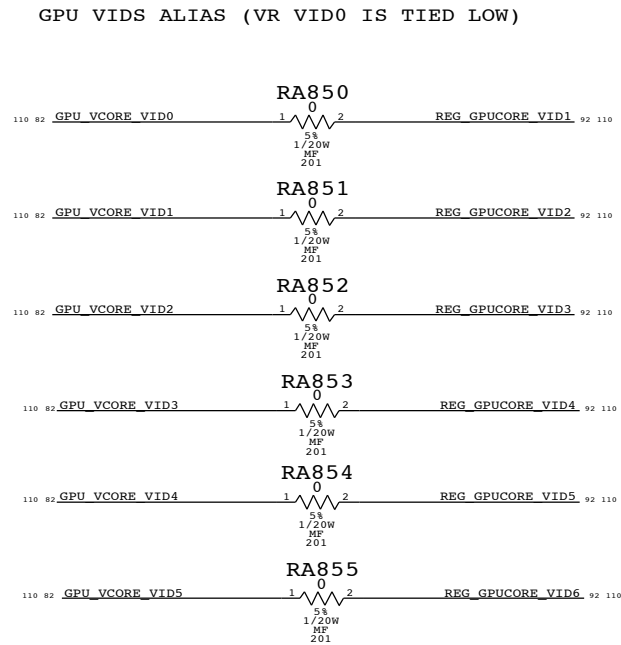 GPU VIDS ALIAS (VR VID0 IS TIED LOW)
RA850
0
110 82 GPU_VCORE_VID0 1 2 REG_GPUCORE_VID1 92 110
5%
1/20W
MF
201
RA851
0
110 82 GPU_VCORE_VID1 1 2 REG_GPUCORE_VID2 92 110
5%
1/20W
MF
201
RA852
0
110 82 GPU_VCORE_VID2 1 2 REG_GPUCORE_VID3 92 110
5%
1/20W
MF
201
RA853
0
110 82 GPU_VCORE_VID3 1 2 REG_GPUCORE_VID4 92 110
5%
1/20W
MF
201
RA854
0
110 82 GPU_VCORE_VID4 1 2 REG_GPUCORE_VID5 92 110
5%
1/20W
MF
201
RA855
0
110 82 GPU_VCORE_VID5 1 2 REG_GPUCORE_VID6 92 110
5%
1/20W
MF
201